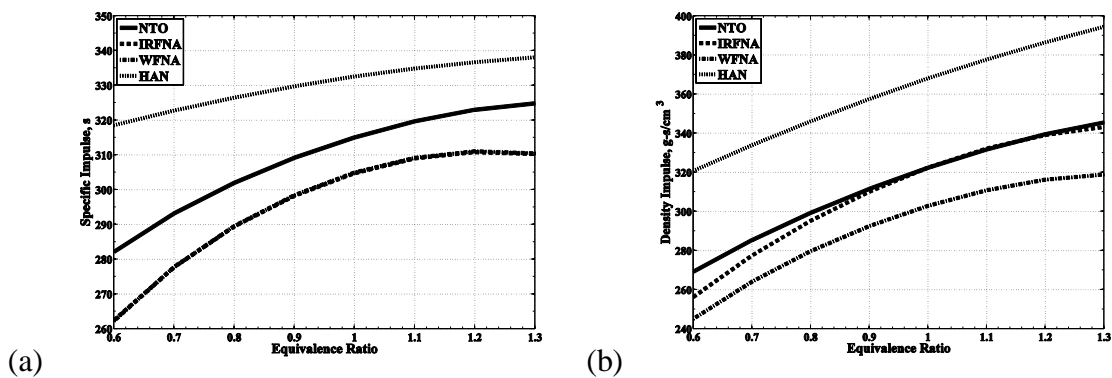 NTO
IRFNA
WFNA
HAN
350
340
330
320
310
300
290
280
270
260
0.6
0.7
0.8
0.9
1
1.1
1.2
1.3
Specific Impulse, s
Equivalence Ratio
(a)
NTO
IRFNA
WFNA
HAN
400
380
360
340
320
300
280
260
240
0.6
0.7
0.8
0.9
1
1.1
1.2
1.3
Density Impulse, g-s/cm 3
Equivalence Ratio
(b)